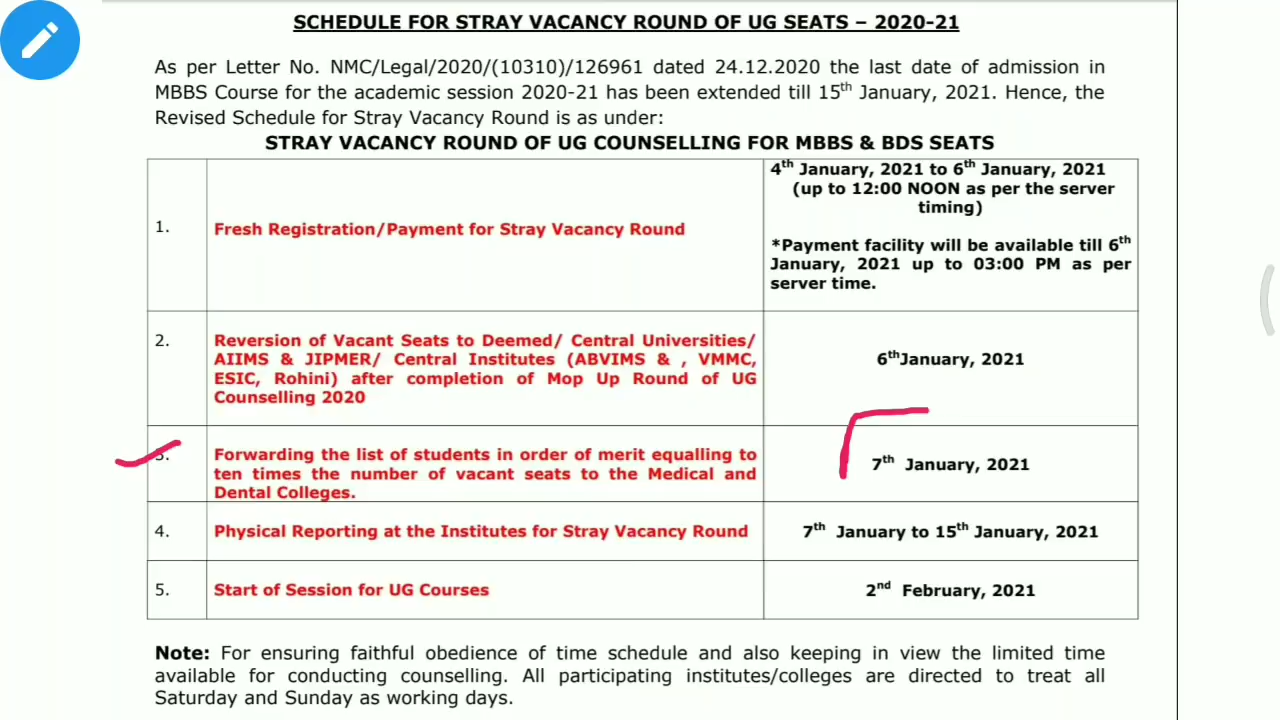 SCHEDULE FOR STRAY VACANCY ROUND OF UG SEATS – 2020-21
As per Letter No. NMC/Legal/2020/(10310)/126961 dated 24.12.2020 the last date of admission in
MBBS Course for the academic session 2020-21 has been extended till 15th January, 2021. Hence, the
Revised Schedule for Stray Vacancy Round is as under:
STRAY VACANCY ROUND OF UG COUNSELLING FOR MBBS & BDS SEATS
1.
Fresh Registration/Payment for Stray Vacancy Round
4th January, 2021 to 6th January, 2021
(up to 12:00 NOON as per the server
timing)
*Payment facility will be available till 6th
January, 2021 up to 03:00 PM as per
server time.
2.
Reversion of Vacant Seats to Deemed/ Central Universities/
AIIMS & JIPMER/ Central Institutes (ABVIMS & , VMMC,
ESIC, Rohini) after completion of Mop Up Round of UG
Counselling 2020
6thJanuary, 2021
3.
Forwarding the list of students in order of merit equalling to
ten times the number of vacant seats to the Medical and
Dental Colleges.
7th January, 2021
4.
Physical Reporting at the Institutes for Stray Vacancy Round
7th January to 15th January, 2021
5.
Start of Session for UG Courses
2nd February, 2021
Note: For ensuring faithful obedience of time schedule and also keeping in view the limited time
available for conducting counselling. All participating institutes/colleges are directed to treat all
Saturday and Sunday as working days.